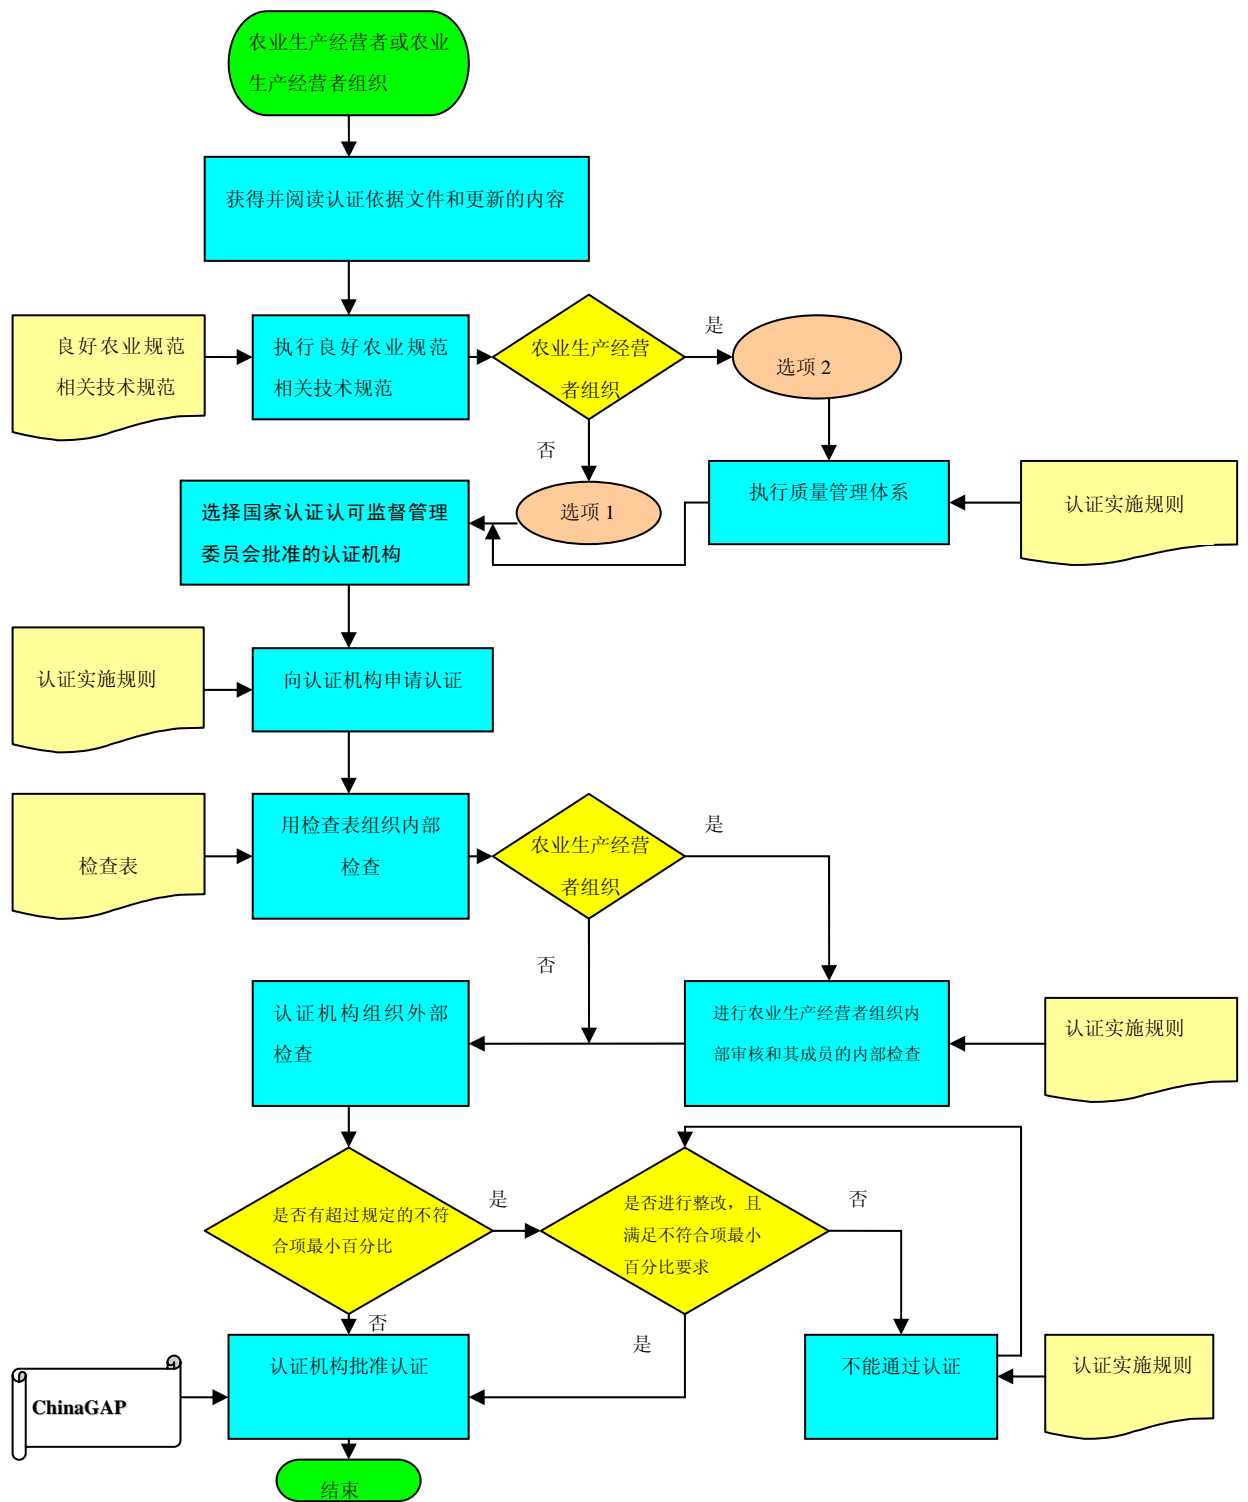 农业生产经营者或农业
生产经营者组织
获得并阅读认证依据文件和更新的内容
良好农业规范
相关技术规范
执行良好农业规范
相关技术规范
农业生产经营
者组织
是
选项 2
否
选项 1
执行质量管理体系
认证实施规则
选择国家认证认可监督管理
委员会批准的认证机构
认证实施规则
向认证机构申请认证
检查表
用检查表组织内部
检查
农业生产经营
者组织
是
否
认证机构组织外部
检查
进行农业生产经营者组织内
部审核和其成员的内部检查
认证实施规则
是否有超过规定的不符
合项最小百分比
是
是否进行整改，且
满足不符合项最小
百分比要求
否
否
是
ChinaGAP
认证机构批准认证
不能通过认证
认证实施规则
结束